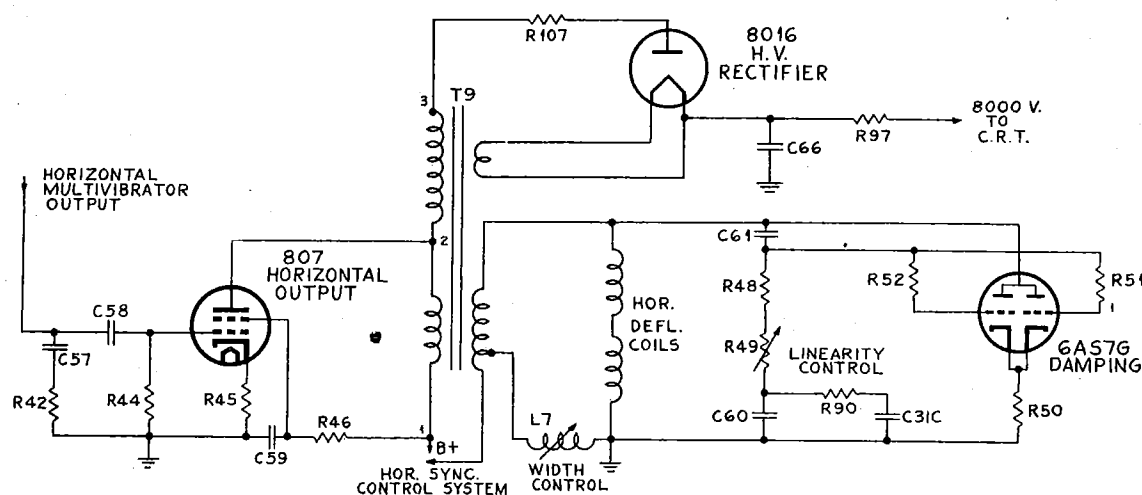 R107
8016
H.V.
RECTIFIER
T9
3
8000 V.
TO
C.R.T.
R97
C66
HORIZONTAL
MULTIVIBRATOR
OUTPUT
2
C61
807
HORIZONTAL
OUTPUT
R52
R51
R48
HOR.
DEFL.
COILS
C58
1
C57
R49
LINEARITY
CONTROL
6AS7G
DAMPING
R42
R44
R45
R90
C60
C31C
R50
R46
1
L7
C59
B+
HOR. SYNC.
CONTROL SYSTEM
WIDTH
CONTROL